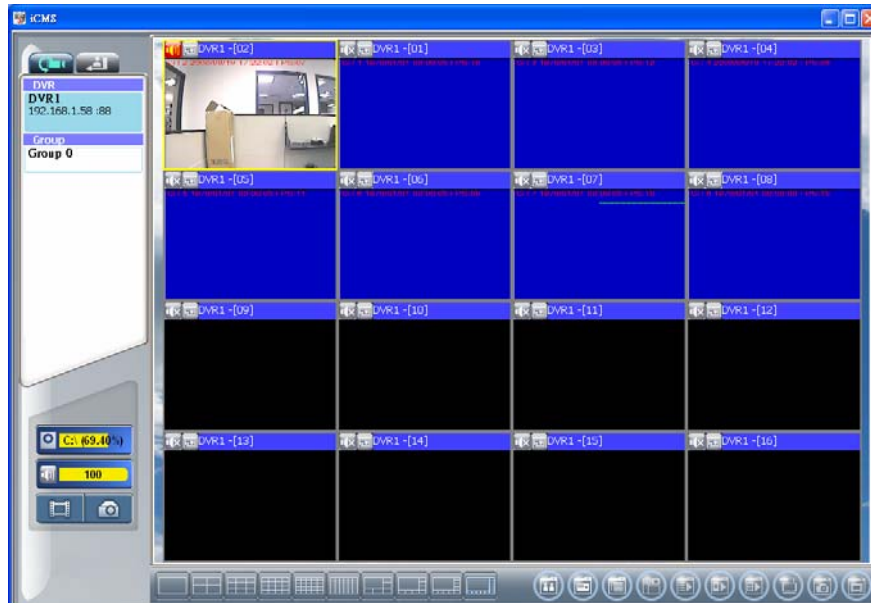 iCMS
DVR
DVR1
192.168.1.58 :88
Group
Group 0
C:\ (69.40%)
100
DVR1 -[02]
DVR1 -[01]
DVR1 -[03]
DVR1 -[04]
DVR1 -[05]
DVR1 -[06]
DVR1 -[07]
DVR1 -[08]
DVR1 -[09]
DVR1 -[10]
DVR1 -[11]
DVR1 -[12]
DVR1 -[13]
DVR1 -[14]
DVR1 -[15]
DVR1 -[16]